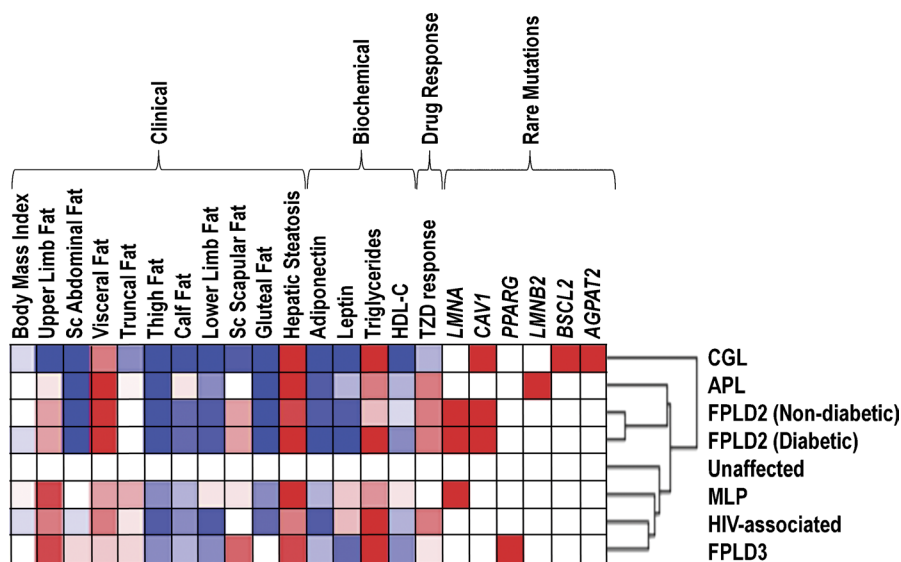 Clinical
Biochemical
Drug Response
Rare Mutations
Body Mass Index
Upper Limb Fat
Sc Abdominal Fat
Visceral Fat
Truncal Fat
Thigh Fat
Calf Fat
Lower Limb Fat
Sc Scapular Fat
Gluteal Fat
Hepatic Steatosis
Adiponectin
Leptin
Triglycerides
HDL-C
TZD response
LMNA
CAV1
PPARG
LMNB2
BSCL2
AGPAT2
CGL
APL
FPLD2 (Non-diabetic)
FPLD2 (Diabetic)
Unaffected
MLP
HIV-associated
FPLD3